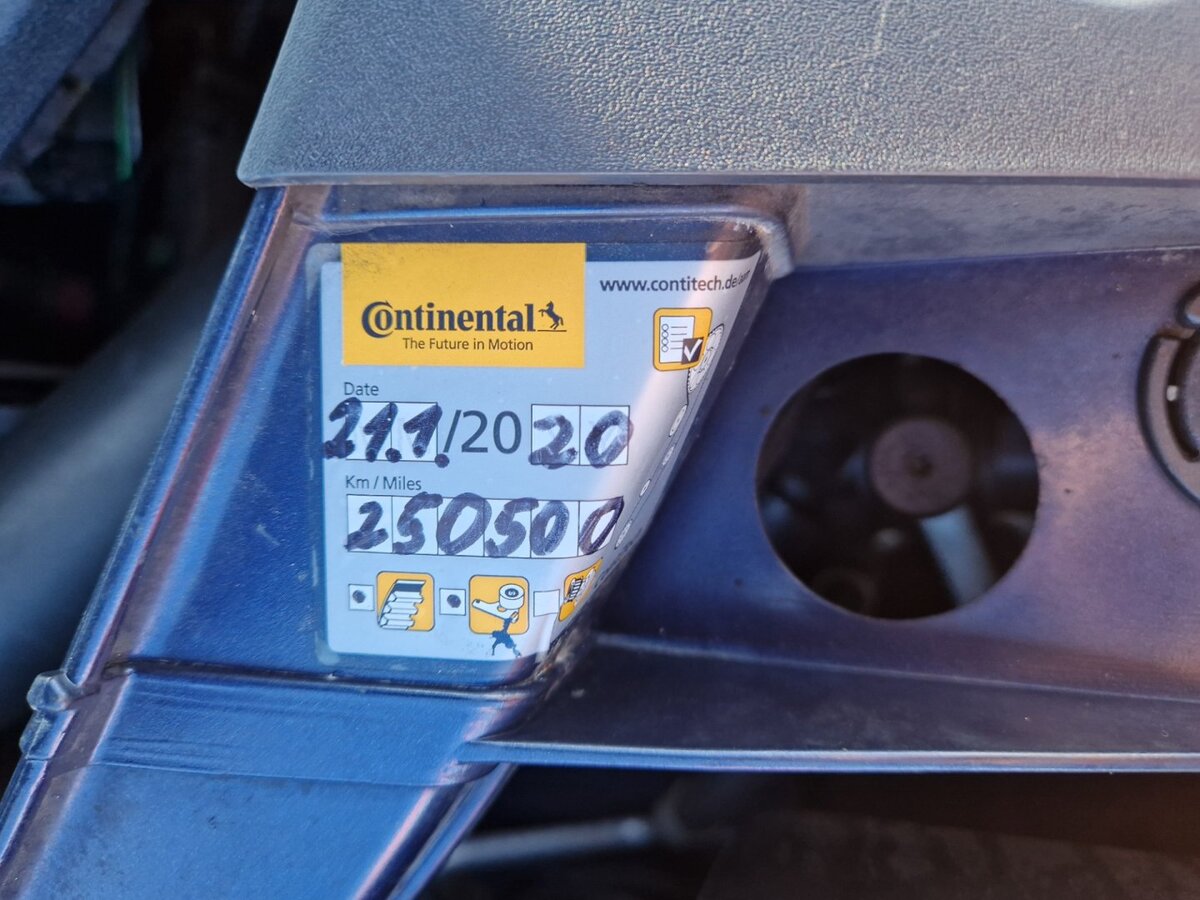 www.contitech.de
Continental
The Future in Motion
Date
21.1./2020
Km / Miles
250500